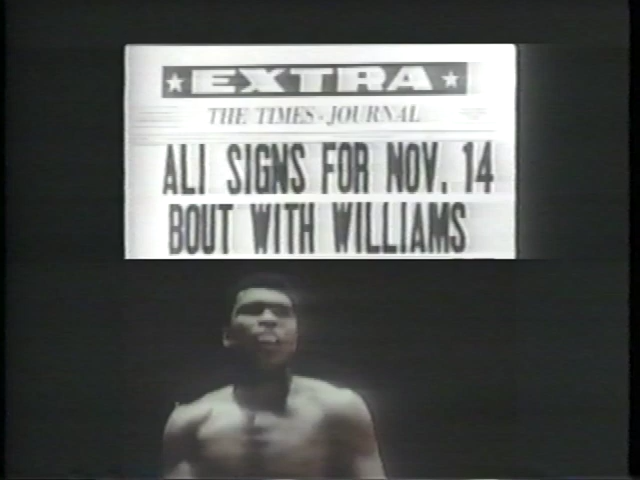 ★ EXTRA ★
THE TIMES-JOURNAL
ALI SIGNS FOR NOV. 14
BOUT WITH WILLIAMS